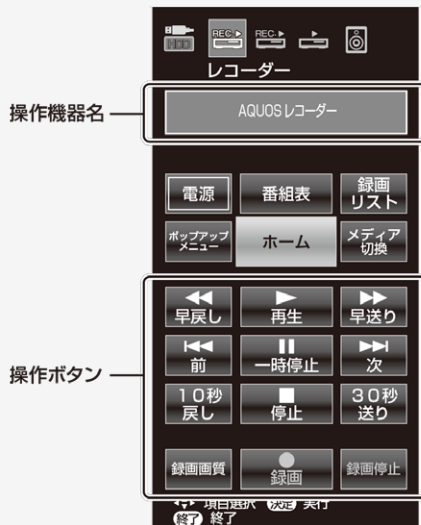 HDD
REC
REC
レコーダー
操作機器名
AQUOSレコーダー
電源
番組表
録画
リスト
ポップアップ
メニュー
ホーム
メディア
切換
操作ボタン
早戻し
再生
早送り
前
一時停止
次
10秒
戻し
停止
30秒
送り
録画画質
録画
録画停止
項目選択 決定 実行
終了 終了